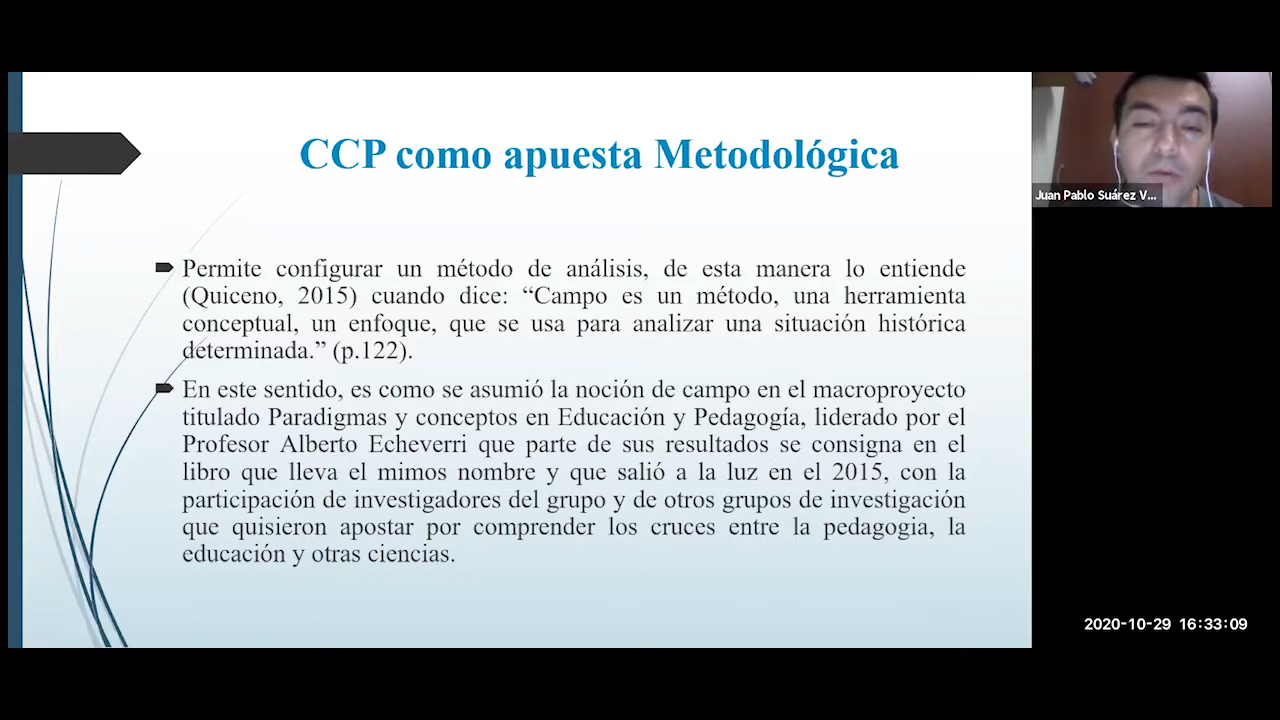 CCP como apuesta Metodológica
Permite configurar un método de análisis, de esta manera lo entiende
(Quiceno, 2015) cuando dice: “Campo es un método, una herramienta
conceptual, un enfoque, que se usa para analizar una situación histórica
determinada.” (p.122).
En este sentido, es como se asumió la noción de campo en el macroproyecto
titulado Paradigmas y conceptos en Educación y Pedagogía, liderado por el
Profesor Alberto Echeverri que parte de sus resultados se consigna en el
libro que lleva el mimos nombre y que salió a la luz en el 2015, con la
participación de investigadores del grupo y de otros grupos de investigación
que quisieron apostar por comprender los cruces entre la pedagogia, la
educación y otras ciencias.
Juan Pablo Suárez V...
2020-10-29 16:33:09